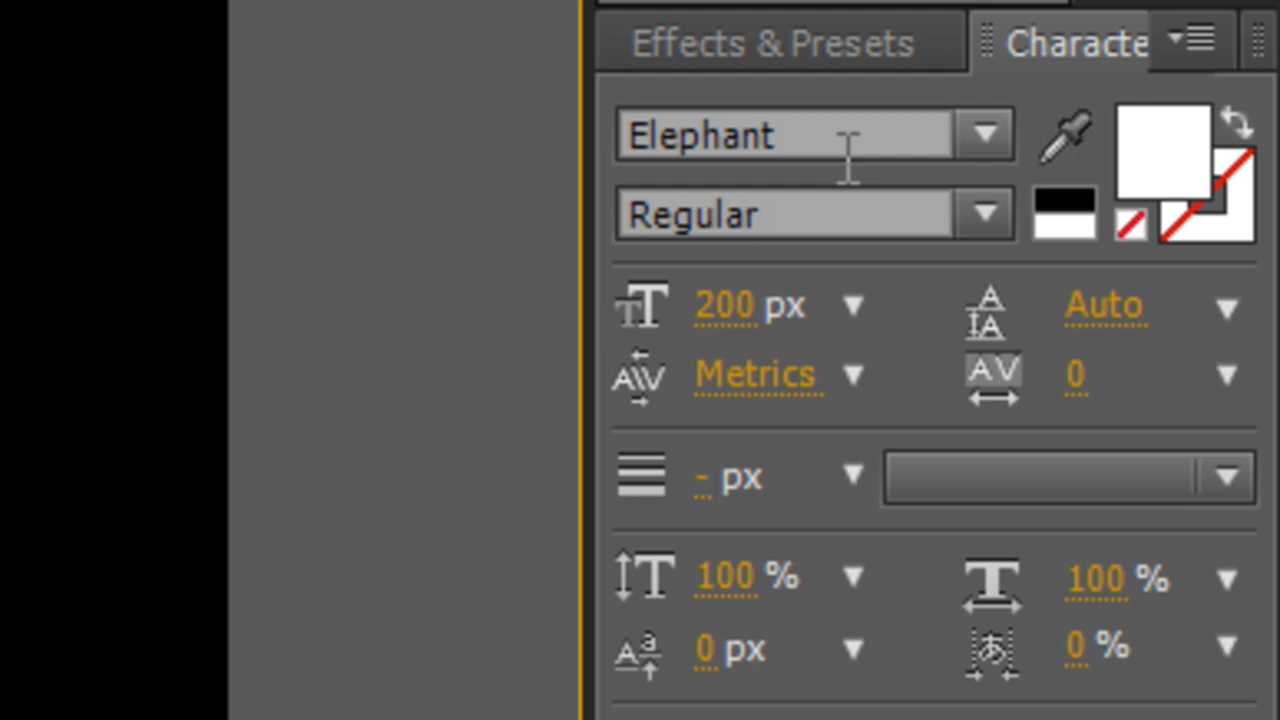 Effects & Presets Characte
Elephant
Regular
200 px Auto
Metrics 0
- px
100 % 100 %
0 px 0 %